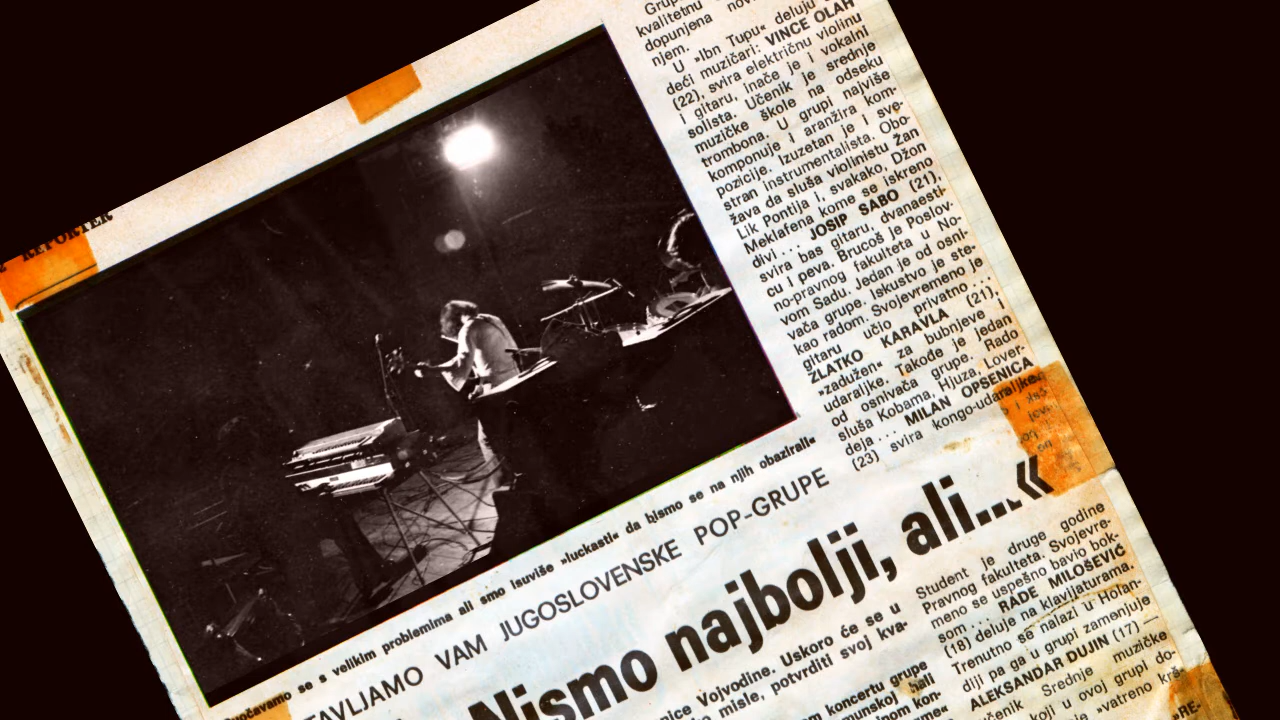 REPORTER
Grup
kvalitetnu
dopunjena nov
njem.
U »Ibn Tupu« deluju
deći muzičari: VINCE OLAH
(22), svira električnu violinu
i gitaru, inače je i vokalni
solista. Učenik je srednje
muzičke škole na odseku
trombona. U grupi najviše
komponuje i aranžira kom-
pozicije. Izuzetan je i sve-
stran instrumentalista. Obo-
žava da sluša violinistu Žan
Lik Pontija i, svakako, Džon
Meklafena kome se iskreno
divi... JOSIP SABO (21),
svira bas gitaru, dvanaesti-
cu i peva. Brucoš je Poslov-
no-pravnog fakulteta u No-
vom Sadu. Jedan je od osni-
vača grupe. Iskustvo je ste-
kao radom. Svojevremeno je
gitaru učio privatno...
ZLATKO KARAVLA (21),
»zadužen« za bubnjeve i
udaraljke. Takođe je jedan
od osnivača grupe. Rado
sluša Kobama, Hjuza, Lover-
deja... MILAN OPSENICA
(23) svira kongo-udaraljke
se s velikim problemima ali smo isuviše »luckasti« da bismo se na njih obazirali«
TAVLJAMO VAM JUGOSLOVENSKE POP-GRUPE
Nismo najbolji, ali...«
nice Vojvodine. Uskoro će se u
misle, potvrditi svoj kva-
koncertu grupe
hali
Student je druge godine
Pravnog fakulteta. Svojevre-
meno se uspešno bavio bok-
som... RADE MILOŠEVIĆ
(18) deluje na klavijaturama.
Trenutno se nalazi u Holan-
diji pa ga u grupi zamenjuje
ALEKSANDAR DUJIN (17) —
učenik Srednje muzičke
koji u ovoj grupi do-
»vatreno krš-